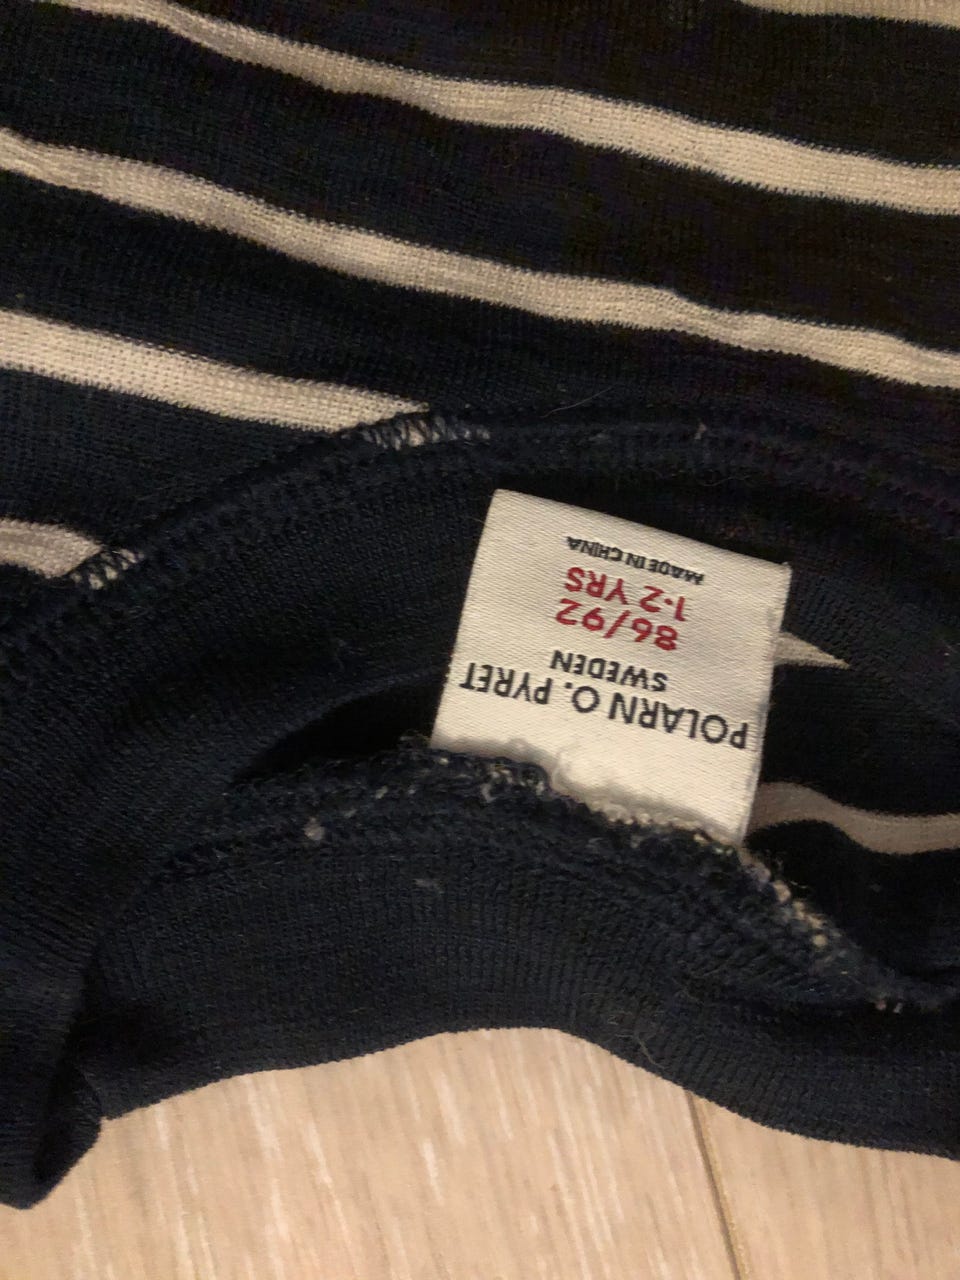 POLARN O. PYRET
SWEDEN
86/92
1-2 YRS
MADE IN CHINA